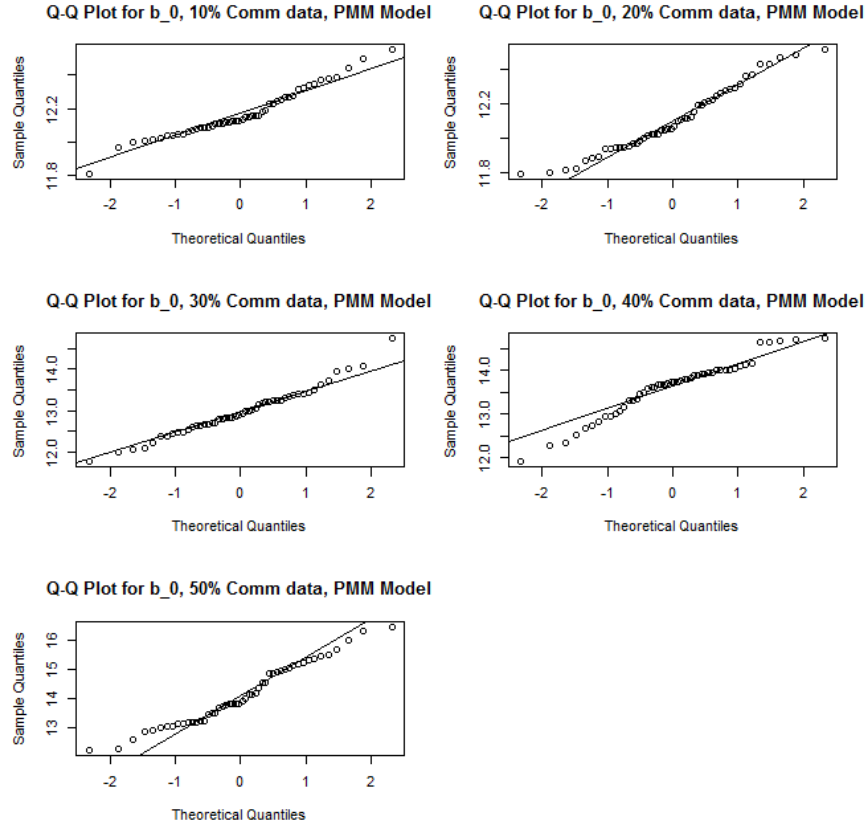 Q-Q Plot for b_0, 10% Comm data, PMM Model
Sample Quantiles
11.8 12.2
-2 -1 0 1 2
Theoretical Quantiles
Q-Q Plot for b_0, 20% Comm data, PMM Model
Sample Quantiles
11.8 12.2
-2 -1 0 1 2
Theoretical Quantiles
Q-Q Plot for b_0, 30% Comm data, PMM Model
Sample Quantiles
12.0 13.0 14.0
-2 -1 0 1 2
Theoretical Quantiles
Q-Q Plot for b_0, 40% Comm data, PMM Model
Sample Quantiles
12.0 13.0 14.0
-2 -1 0 1 2
Theoretical Quantiles
Q-Q Plot for b_0, 50% Comm data, PMM Model
Sample Quantiles
13 14 15 16
-2 -1 0 1 2
Theoretical Quantiles